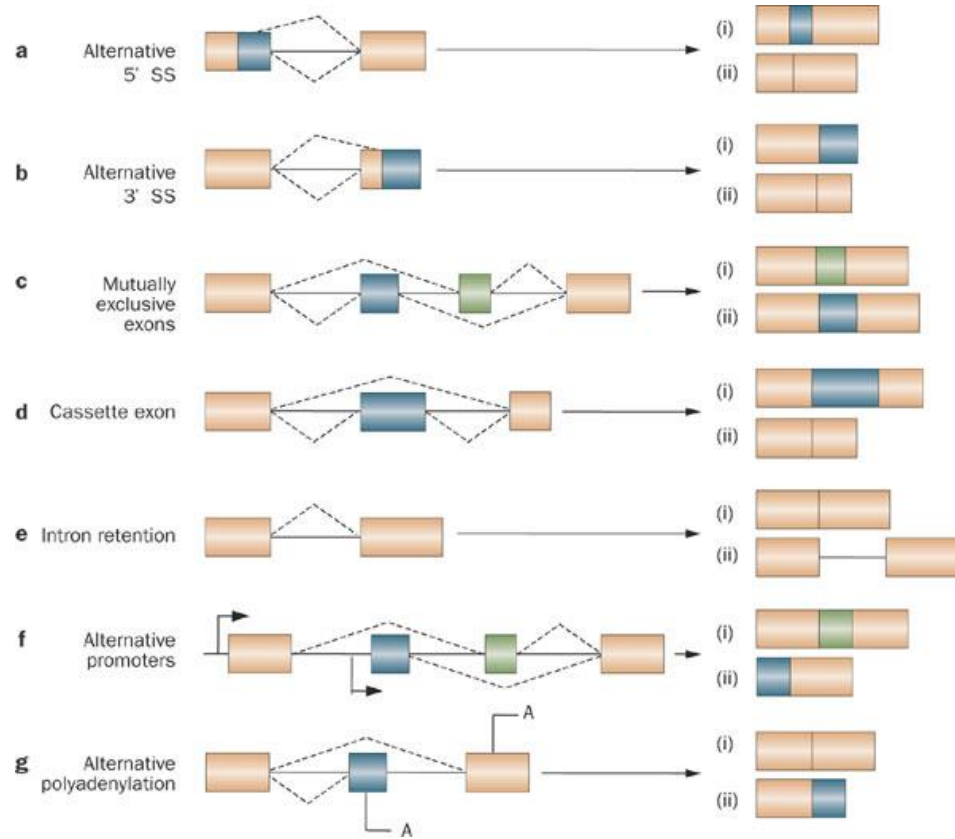 a Alternative 5' SS
(i)
(ii)
b Alternative 3' SS
(i)
(ii)
c Mutually exclusive exons
(i)
(ii)
d Cassette exon
(i)
(ii)
e Intron retention
(i)
(ii)
f Alternative promoters
(i)
(ii)
g Alternative polyadenylation
A
A
(i)
(ii)